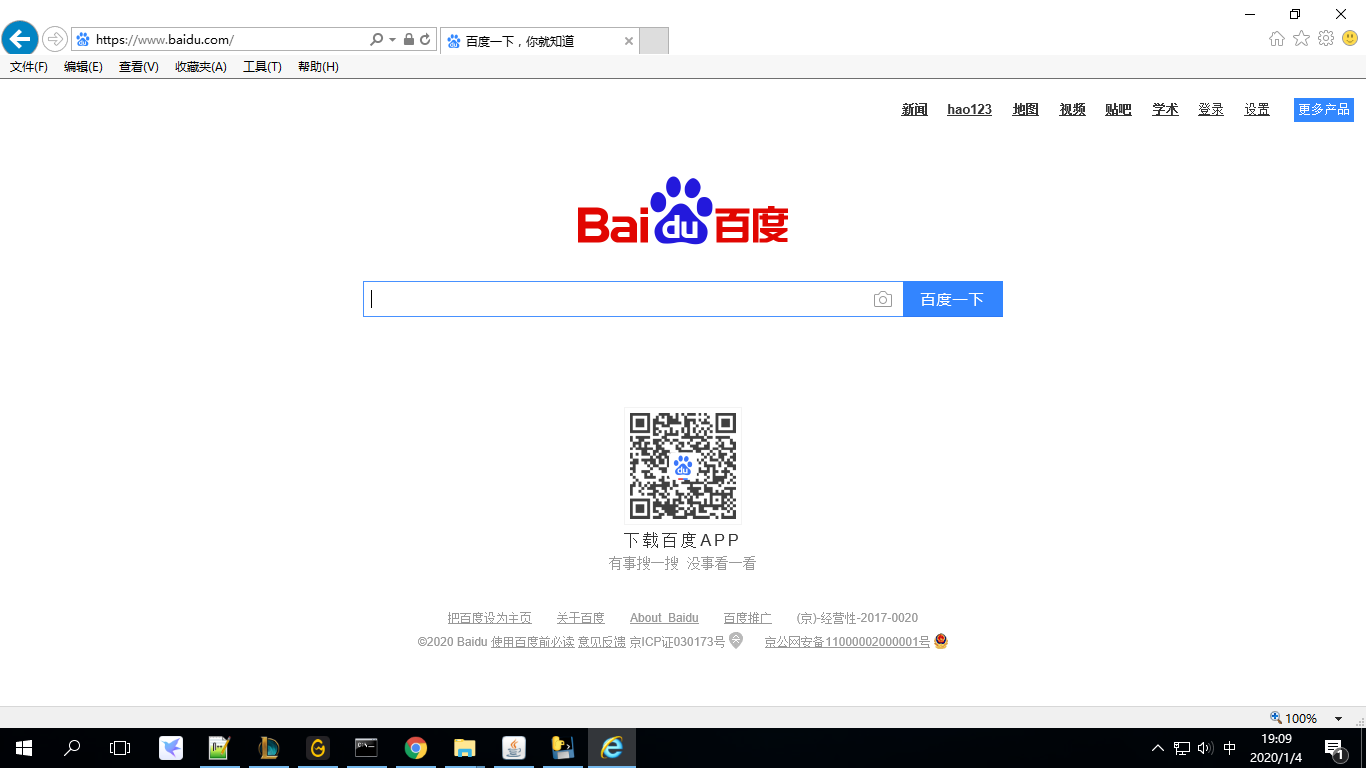 https://www.baidu.com/
百度一下，你就知道
文件(F) 编辑(E) 查看(V) 收藏夹(A) 工具(T) 帮助(H)
新闻 hao123 地图 视频 贴吧 学术 登录 设置 更多产品
Bai du 百度
百度一下
du
下载百度APP
有事搜一搜 没事看一看
把百度设为主页 关于百度 About Baidu 百度推广 (京)-经营性-2017-0020
©2020 Baidu 使用百度前必读 意见反馈 京ICP证030173号 京公网安备11000002000001号
100%
中
19:09
2020/1/4
1